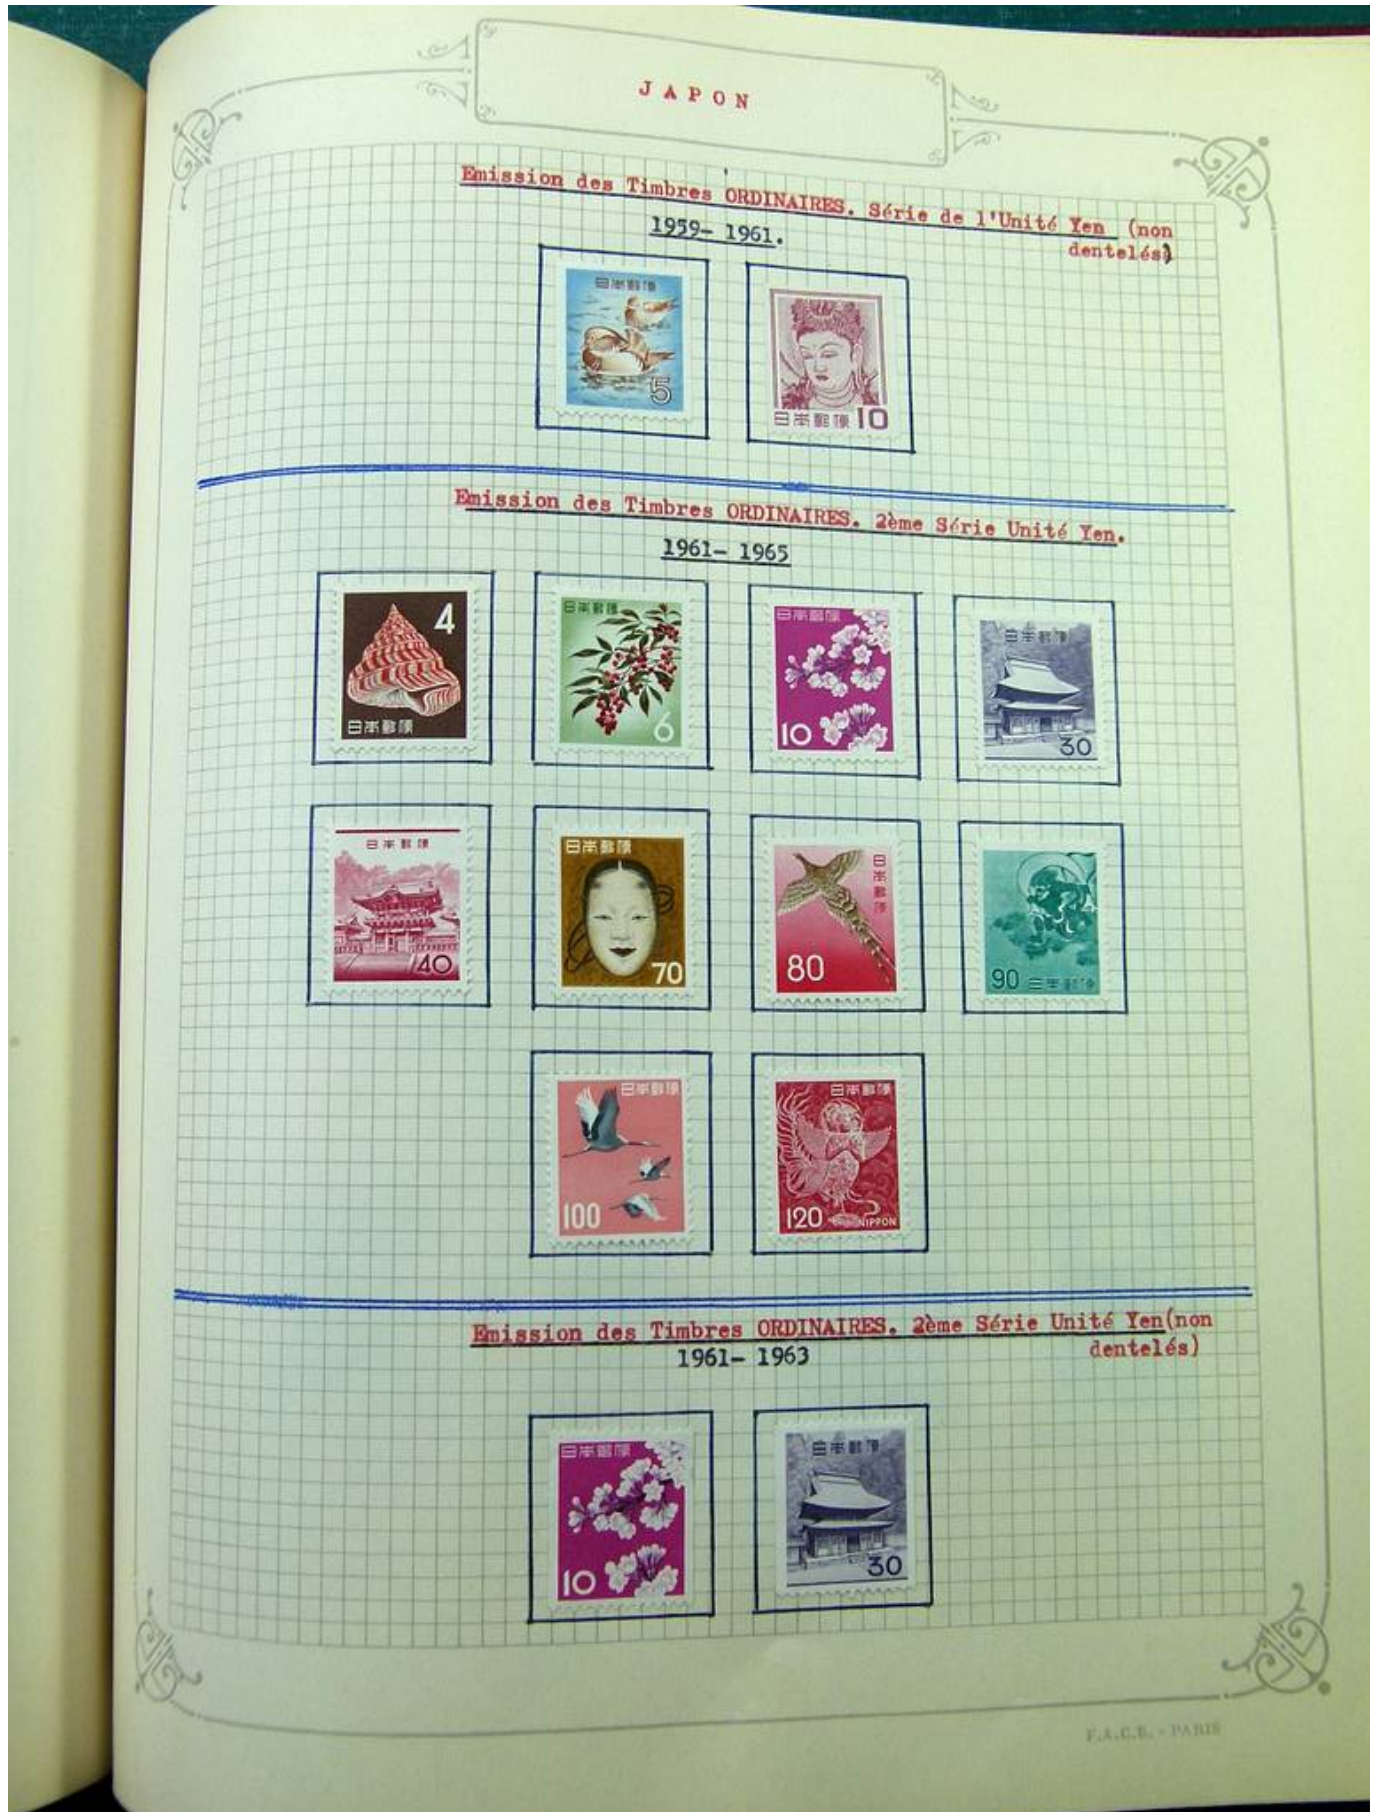 JAPON
Emission des Timbres ORDINAIRES. Série de l'Unité Yen (non
dentelés)
1959- 1961.
日本郵便
5
日本郵便 10
Emission des Timbres ORDINAIRES. 2ème Série Unité Yen.
1961- 1965
4
日本郵便
日本郵便
6
日本郵便
10
日本郵便
30
日本郵便
40
日本郵便
70
日本郵便
80
90 日本郵便
日本郵便
100
日本郵便
120 NIPPON
Emission des Timbres ORDINAIRES. 2ème Série Unité Yen(non
dentelés)
1961- 1963
日本郵便
10
日本郵便
30
F.A.C.E. - PARIS